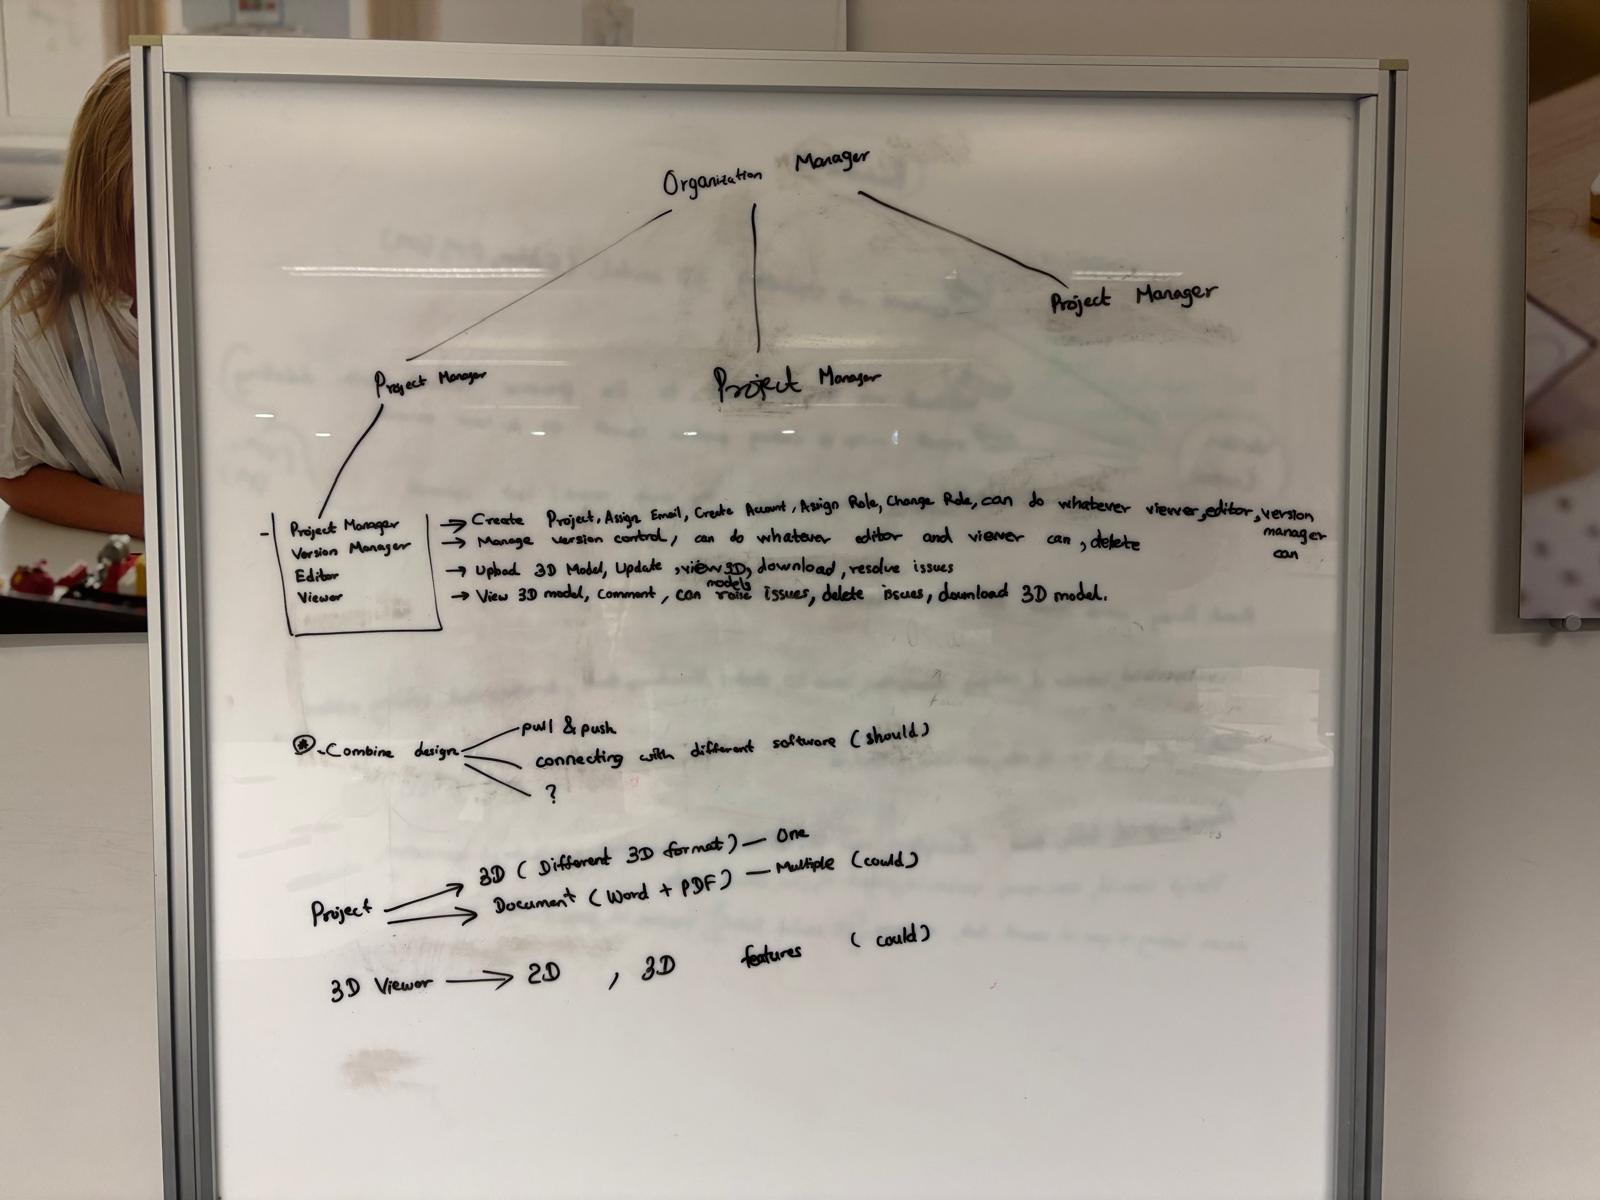 Organization Manager
Project Manager
Project Manager
Project Manager
- Project Manager → Create Project, Assign Email, Create Account, Assign Role, Change Role, can do whatever viewer, editor, version manager can
Version Manager → Manage version control, can do whatever editor and viewer can, delete
Editor → Upload 3D Model, Update, view 3D models, download, resolve issues
Viewer → View 3D model, Comment, can raise issues, delete issues, download 3D model.
* - Combine design
pull & push
connecting with different software (should)
?
Project
3D (Different 3D format) — One
Document (Word + PDF) — Multiple (could)
3D Viewer → 2D , 3D features (could)